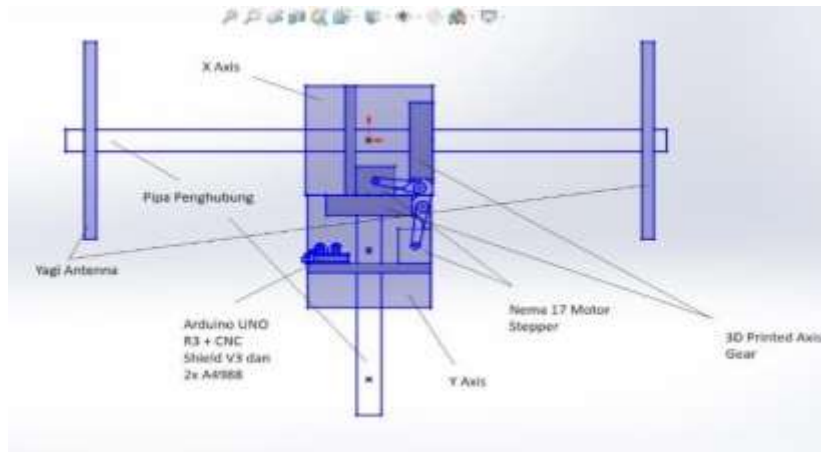 X Axis
Pipa Penghubung
Yagi Antenna
Arduino UNO
R3 + CNC
Shield V3 dan
2x A4988
Nema 17 Motor
Stepper
Y Axis
3D Printed Axis
Gear